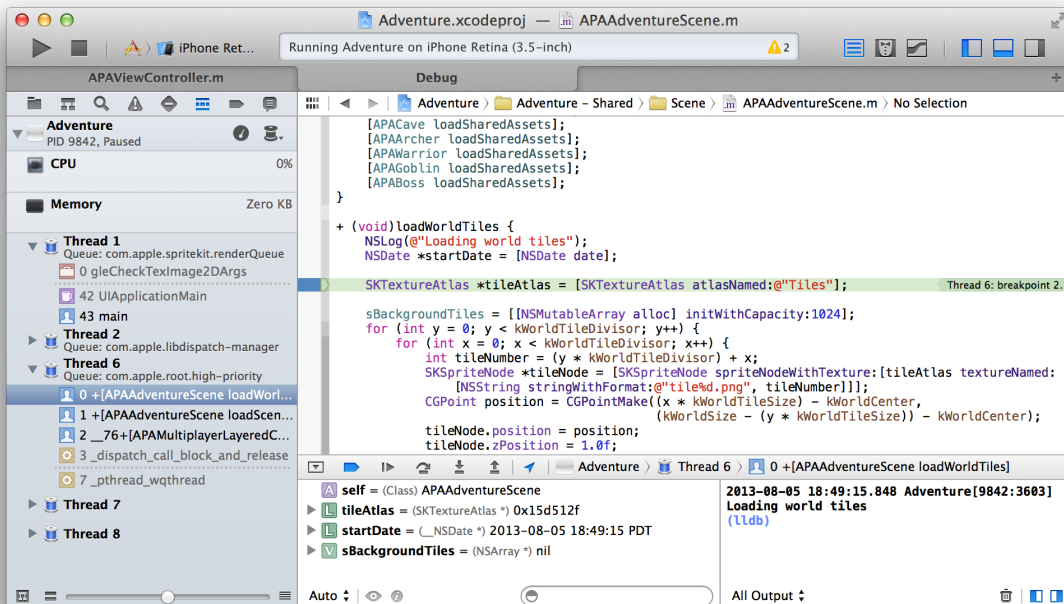 Adventure.xcodeproj — APAAdventureScene.m
iPhone Ret...
Running Adventure on iPhone Retina (3.5-inch)
2
APAViewController.m
Debug
Adventure
Adventure – Shared
Scene
APAAdventureScene.m
No Selection
Adventure
PID 9842, Paused
CPU
0%
Memory
Zero KB
Thread 1
Queue: com.apple.spritekit.renderQueue
0 gleCheckTexImage2DArgs
42 UIApplicationMain
43 main
Thread 2
Queue: com.apple.libdispatch-manager
Thread 6
Queue: com.apple.root.high-priority
0 +[APAAdventureScene loadWorl...
1 +[APAAdventureScene loadScen...
2 __76+[APAMultiplayerLayeredC...
3 _dispatch_call_block_and_release
7 _pthread_wqthread
Thread 7
Thread 8
[APACave loadSharedAssets];
[APAArcher loadSharedAssets];
[APAWarrior loadSharedAssets];
[APAGoblin loadSharedAssets];
[APABoss loadSharedAssets];
}
+ (void)loadWorldTiles {
NSLog(@"Loading world tiles");
NSDate *startDate = [NSDate date];
SKTextureAtlas *tileAtlas = [SKTextureAtlas atlasNamed:@"Tiles"];
Thread 6: breakpoint 2.
sBackgroundTiles = [[NSMutableArray alloc] initWithCapacity:1024];
for (int y = 0; y < kWorldTileDivisor; y++) {
for (int x = 0; x < kWorldTileDivisor; x++) {
int tileNumber = (y * kWorldTileDivisor) + x;
SKSpriteNode *tileNode = [SKSpriteNode spriteNodeWithTexture:[tileAtlas textureNamed:
[NSString stringWithFormat:@"tile%d.png", tileNumber]]];
CGPoint position = CGPointMake((x * kWorldTileSize) - kWorldCenter,
(kWorldSize - (y * kWorldTileSize)) - kWorldCenter);
tileNode.position = position;
tileNode.zPosition = 1.0f;
Adventure
Thread 6
0 +[APAAdventureScene loadWorldTiles]
A self = (Class) APAAdventureScene
L tileAtlas = (SKTextureAtlas *) 0x15d512f
L startDate = (__NSDate *) 2013-08-05 18:49:15 PDT
V sBackgroundTiles = (NSArray *) nil
2013-08-05 18:49:15.848 Adventure[9842:3603]
Loading world tiles
(lldb)
Auto
All Output